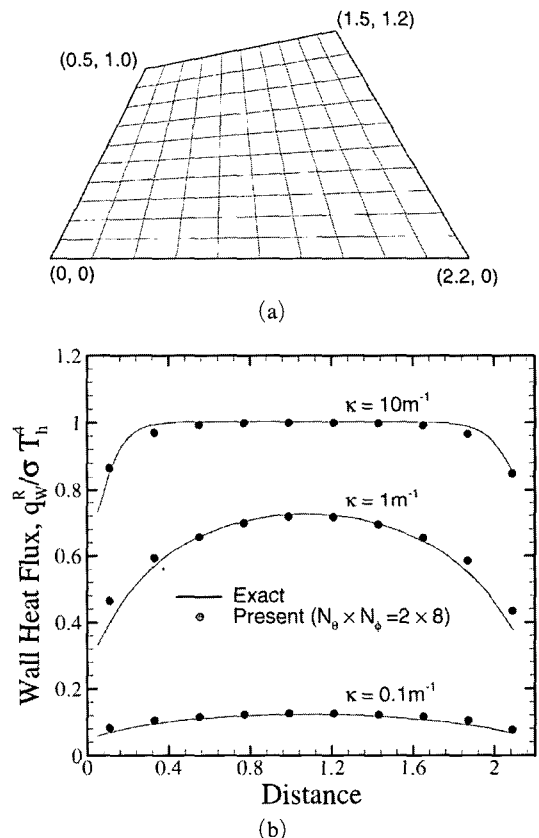 (1.5, 1.2)
(0.5, 1.0)
(0, 0)
(2.2, 0)
(a)
1.2
1
0.8
0.6
0.4
0.2
0
Wall Heat Flux, q_w^R/σ T_h^4
κ = 10m⁻¹
κ = 1m⁻¹
Exact
Present (N_θ × N_ϕ = 2 × 8)
κ = 0.1m⁻¹
0 0.4 0.8 1.2 1.6 2
Distance
(b)